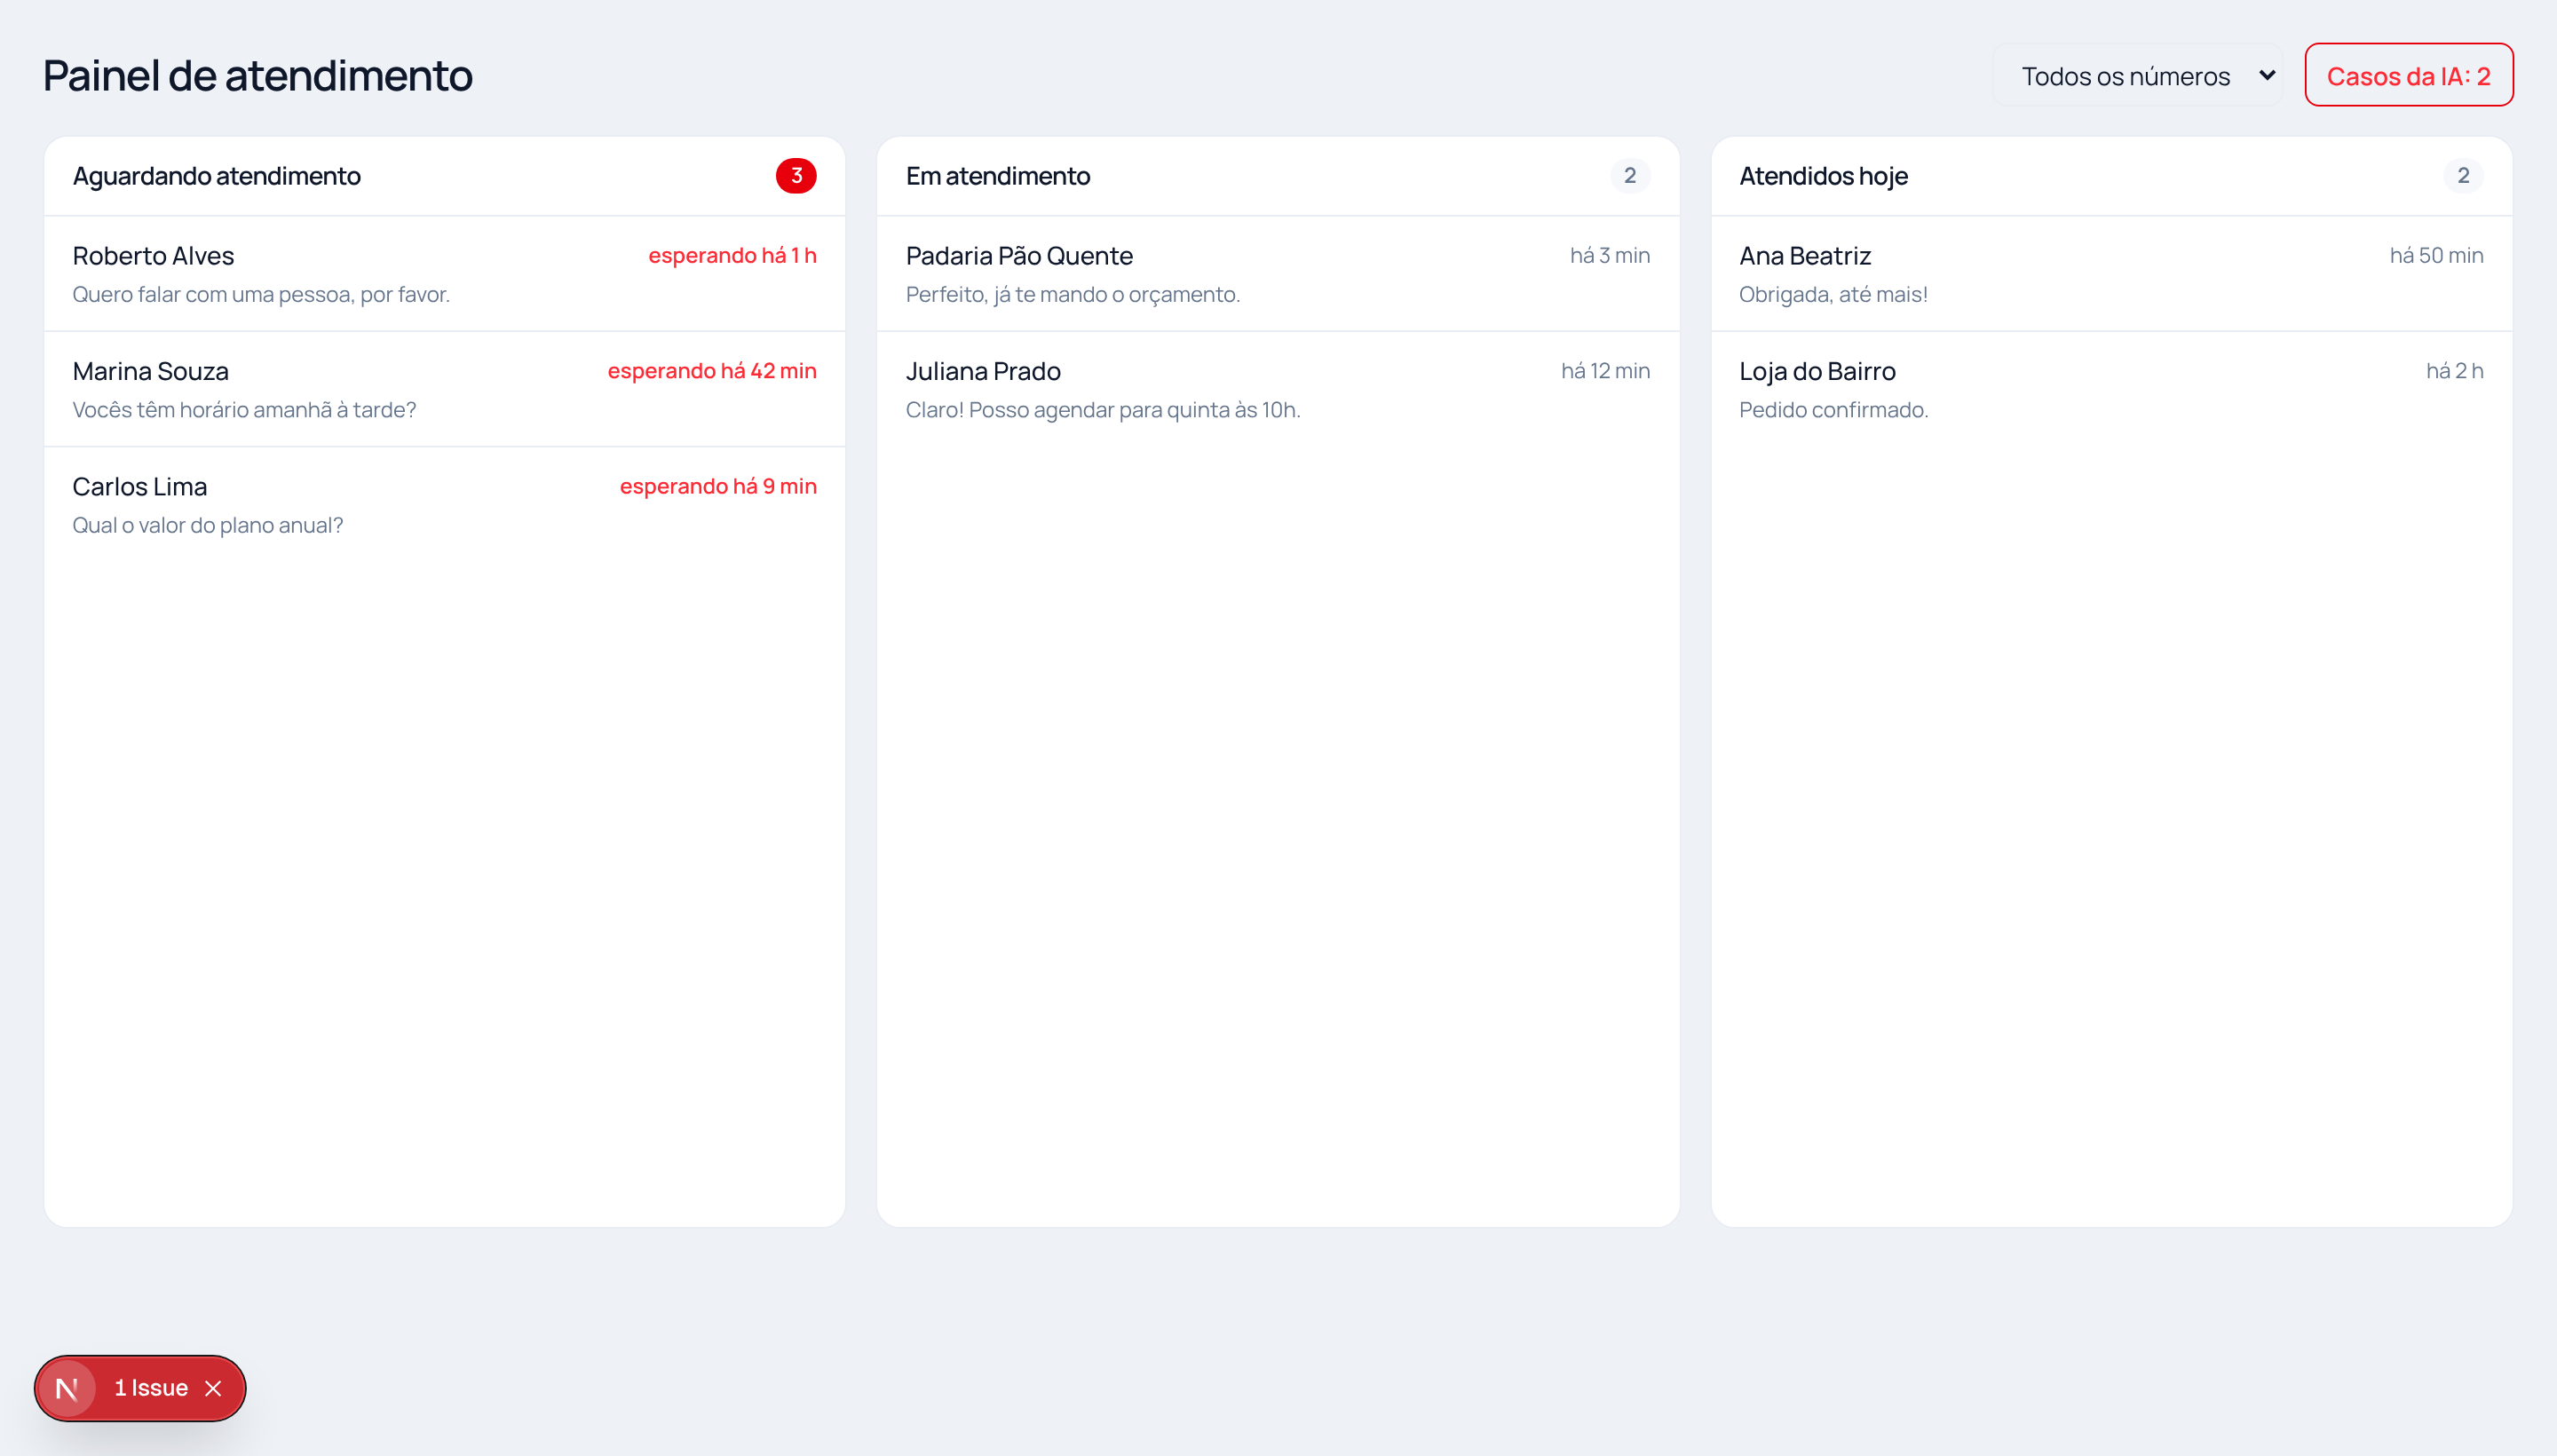 Painel de atendimento
Todos os números
Casos da IA: 2
Aguardando atendimento 3
Roberto Alves esperando há 1 h
Quero falar com uma pessoa, por favor.
Marina Souza esperando há 42 min
Vocês têm horário amanhã à tarde?
Carlos Lima esperando há 9 min
Qual o valor do plano anual?
Em atendimento 2
Padaria Pão Quente há 3 min
Perfeito, já te mando o orçamento.
Juliana Prado há 12 min
Claro! Posso agendar para quinta às 10h.
Atendidos hoje 2
Ana Beatriz há 50 min
Obrigada, até mais!
Loja do Bairro há 2 h
Pedido confirmado.
N 1 Issue